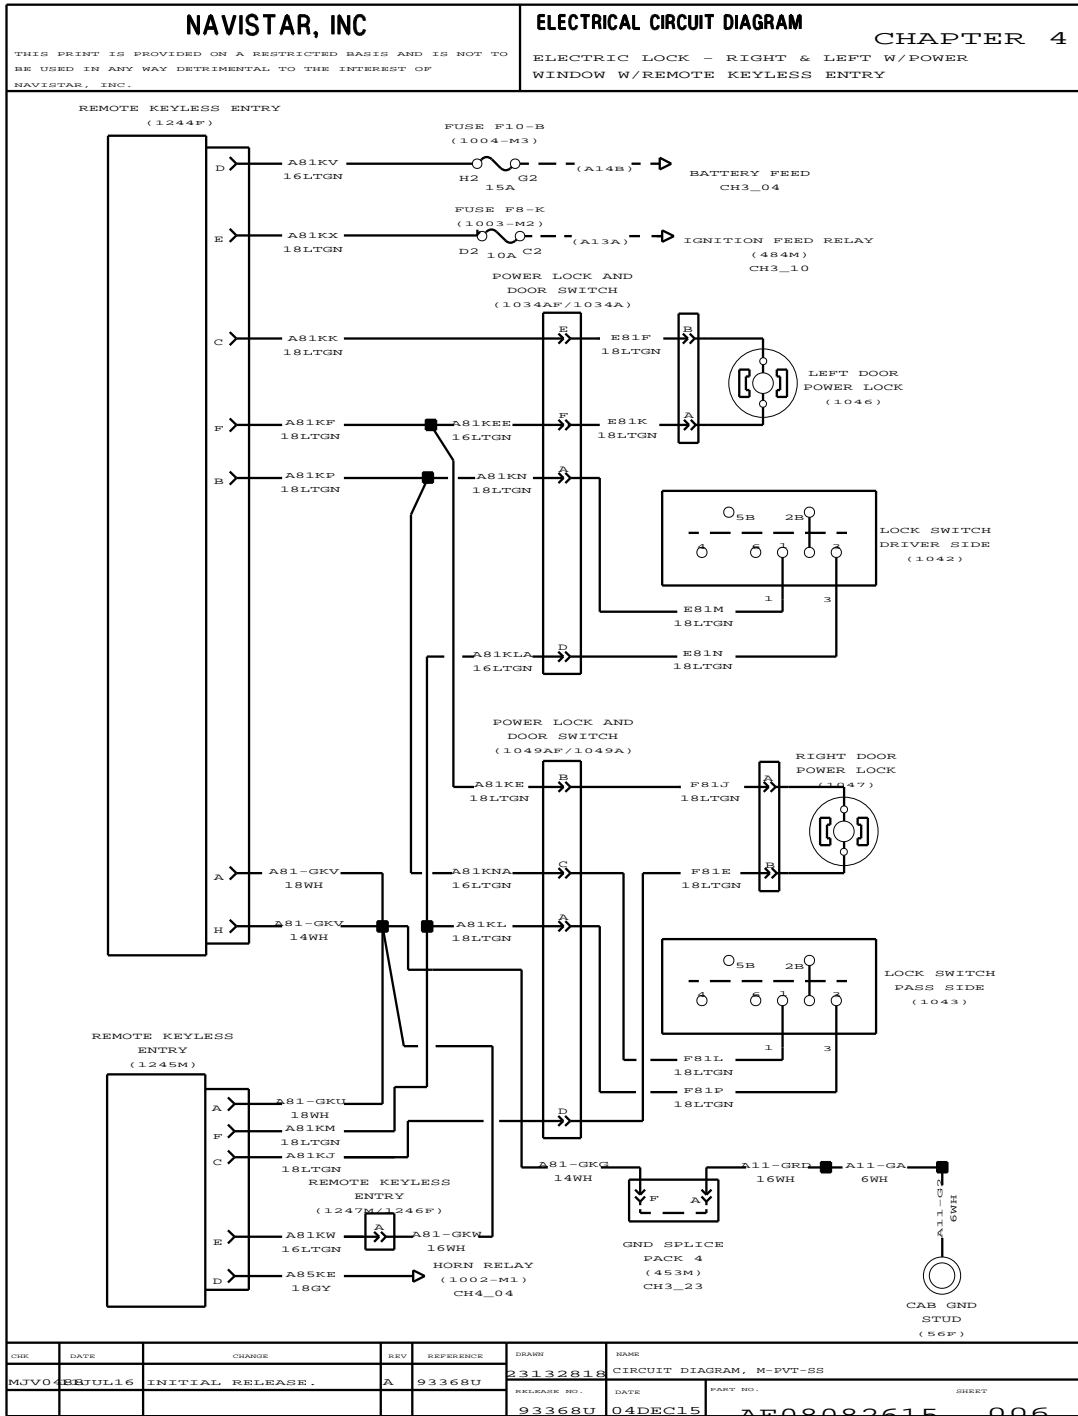 NAVISTAR, INC
THIS PRINT IS PROVIDED ON A RESTRICTED BASIS AND IS NOT TO
BE USED IN ANY WAY DETRIMENTAL TO THE INTEREST OF
NAVISTAR, INC.
ELECTRICAL CIRCUIT DIAGRAM
CHAPTER 4
ELECTRIC LOCK - RIGHT & LEFT W/POWER
WINDOW W/REMOTE KEYLESS ENTRY
REMOTE KEYLESS ENTRY
(1244F)
FUSE F10-B
(1004-M3)
D
A81KV
16LTGN
H2
G2
15A
(A14B)
BATTERY FEED
CH3_04
FUSE F8-K
(1003-M2)
E
A81KX
18LTGN
D2
C2
10A
(A13A)
IGNITION FEED RELAY
(484M)
CH3_10
POWER LOCK AND
DOOR SWITCH
(1034AF/1034A)
C
A81KK
18LTGN
E
E81F
18LTGN
B
LEFT DOOR
POWER LOCK
(1046)
F
A81KF
18LTGN
A81KEE
16LTGN
F
E81K
18LTGN
A
B
A81KP
18LTGN
A81KN
18LTGN
A
5B
2B
4
6
1
3
LOCK SWITCH
DRIVER SIDE
(1042)
1
3
E81M
18LTGN
A81KLA
16LTGN
D
E81N
18LTGN
POWER LOCK AND
DOOR SWITCH
(1049AF/1049A)
RIGHT DOOR
POWER LOCK
(1047)
A81KE
18LTGN
B
F81J
18LTGN
A
A
A81-GKV
18WH
A81KNA
16LTGN
C
F81E
18LTGN
B
H
A81-GKV
14WH
A81KL
18LTGN
A
5B
2B
4
6
1
3
LOCK SWITCH
PASS SIDE
(1043)
1
3
F81L
18LTGN
F81P
18LTGN
REMOTE KEYLESS
ENTRY
(1245M)
A
A81-GKU
18WH
F
A81KM
18LTGN
C
A81KJ
18LTGN
D
REMOTE KEYLESS
ENTRY
(1247M/1246F)
A81-GKG
14WH
A11-GRD
16WH
A11-GA
6WH
F
A
A11-G2
6WH
E
A81KW
16LTGN
A
A81-GKW
16WH
GND SPLICE
PACK 4
(453M)
CH3_23
D
A85KE
18GY
HORN RELAY
(1002-M1)
CH4_04
CAB GND
STUD
(56F)
CHK
DATE
CHANGE
REV
REFERENCE
DRAWN
NAME
INITIAL RELEASE.
A
93368U
23132818
CIRCUIT DIAGRAM, M-PVT-SS
RELEASE NO.
DATE
PART NO.
SHEET
93368U
04DEC15
006